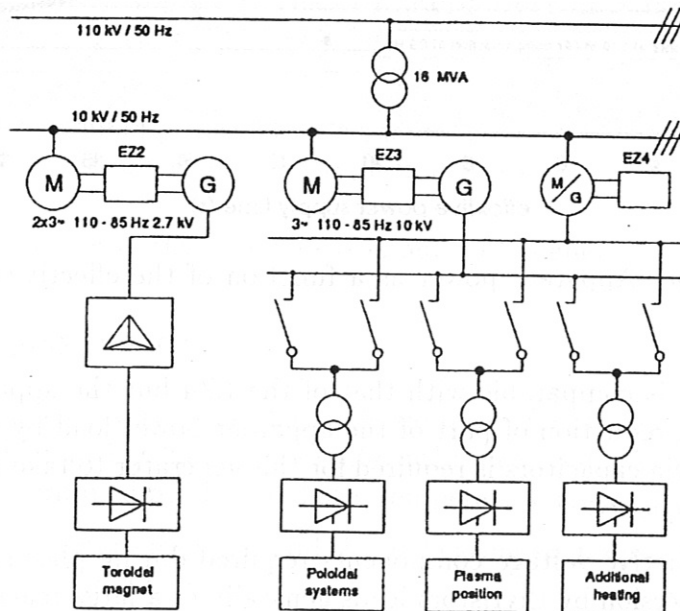 110 kV / 50 Hz
16 MVA
10 kV / 50 Hz
EZ2
EZ3
EZ4
M
G
M
G
M/G
2x3~ 110 - 85 Hz 2.7 kV
3~ 110 - 85 Hz 10 kV
Toroidal
magnet
Poloidal
systems
Plasma
position
Additional
heating